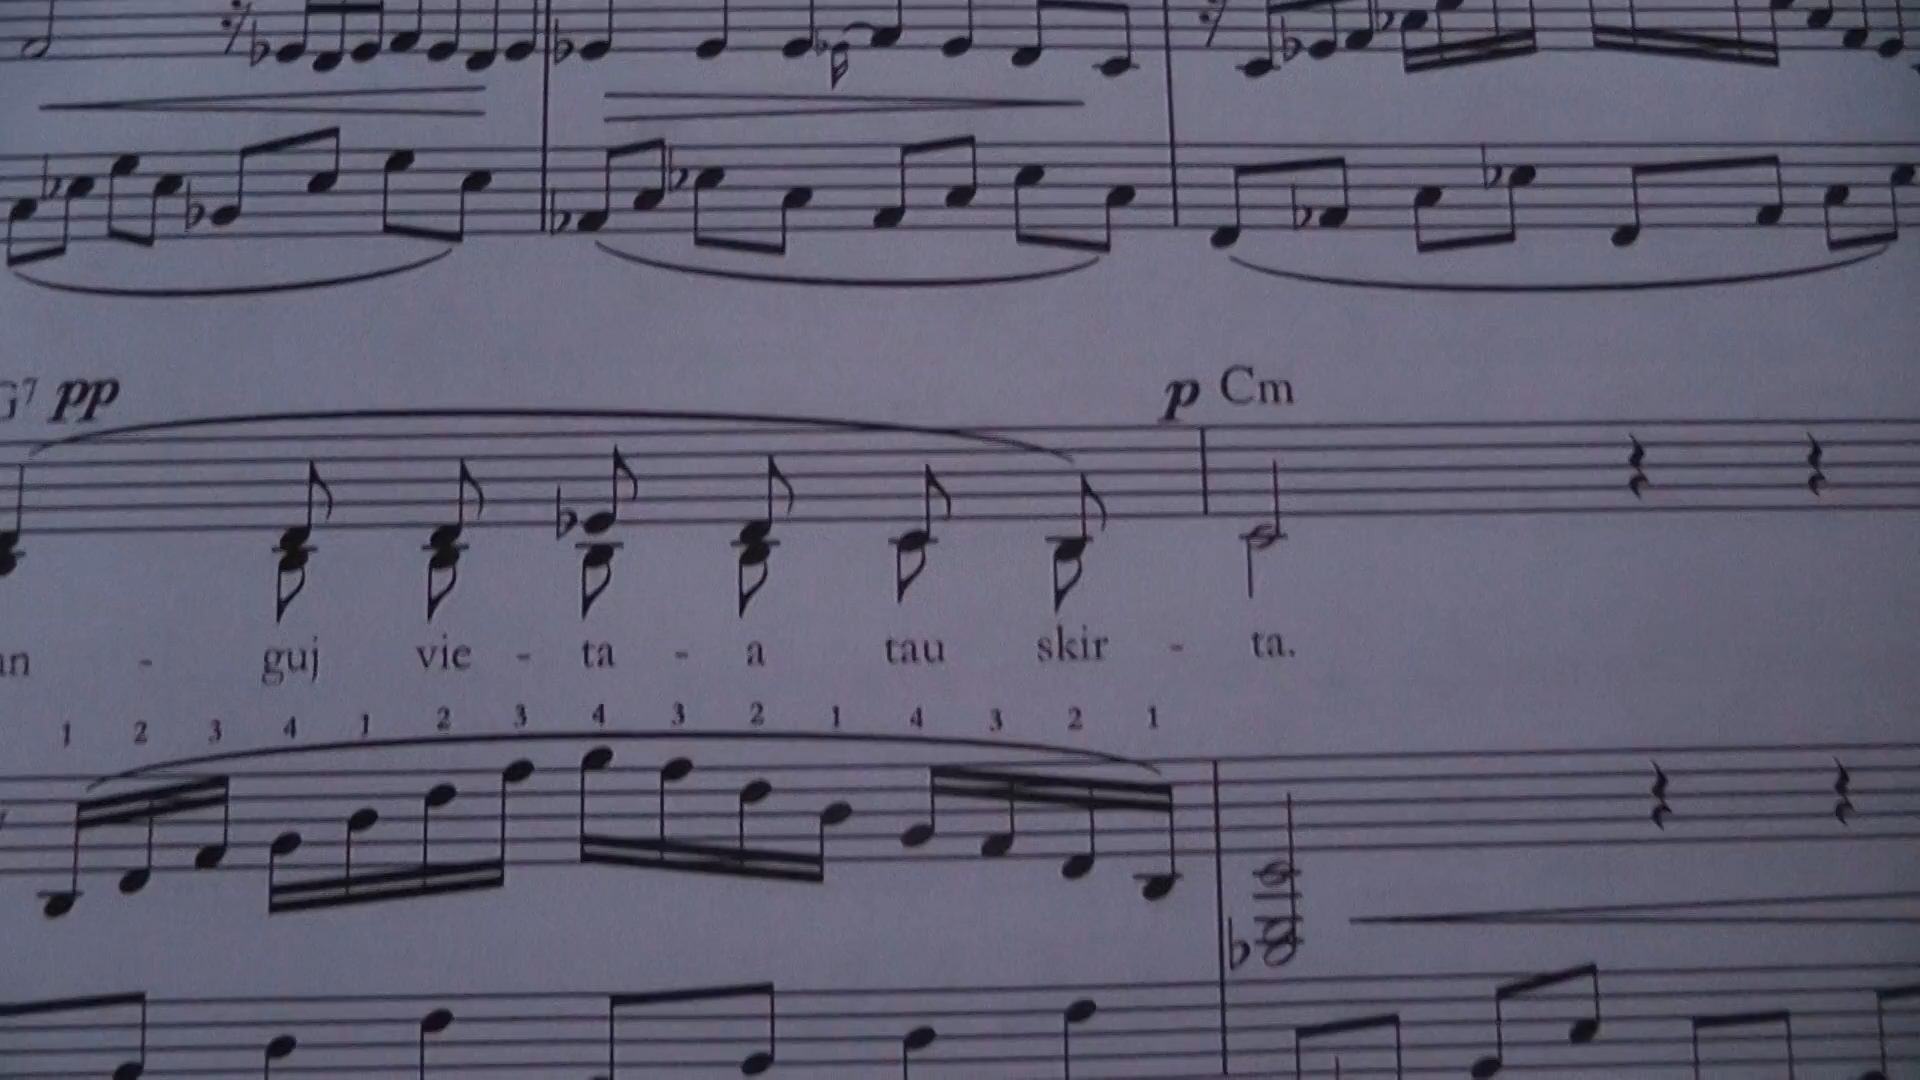 G7 pp p Cm
guj vie - ta - a tau skir - ta.
1 2 3 4 1 2 3 4 3 2 1 4 3 2 1